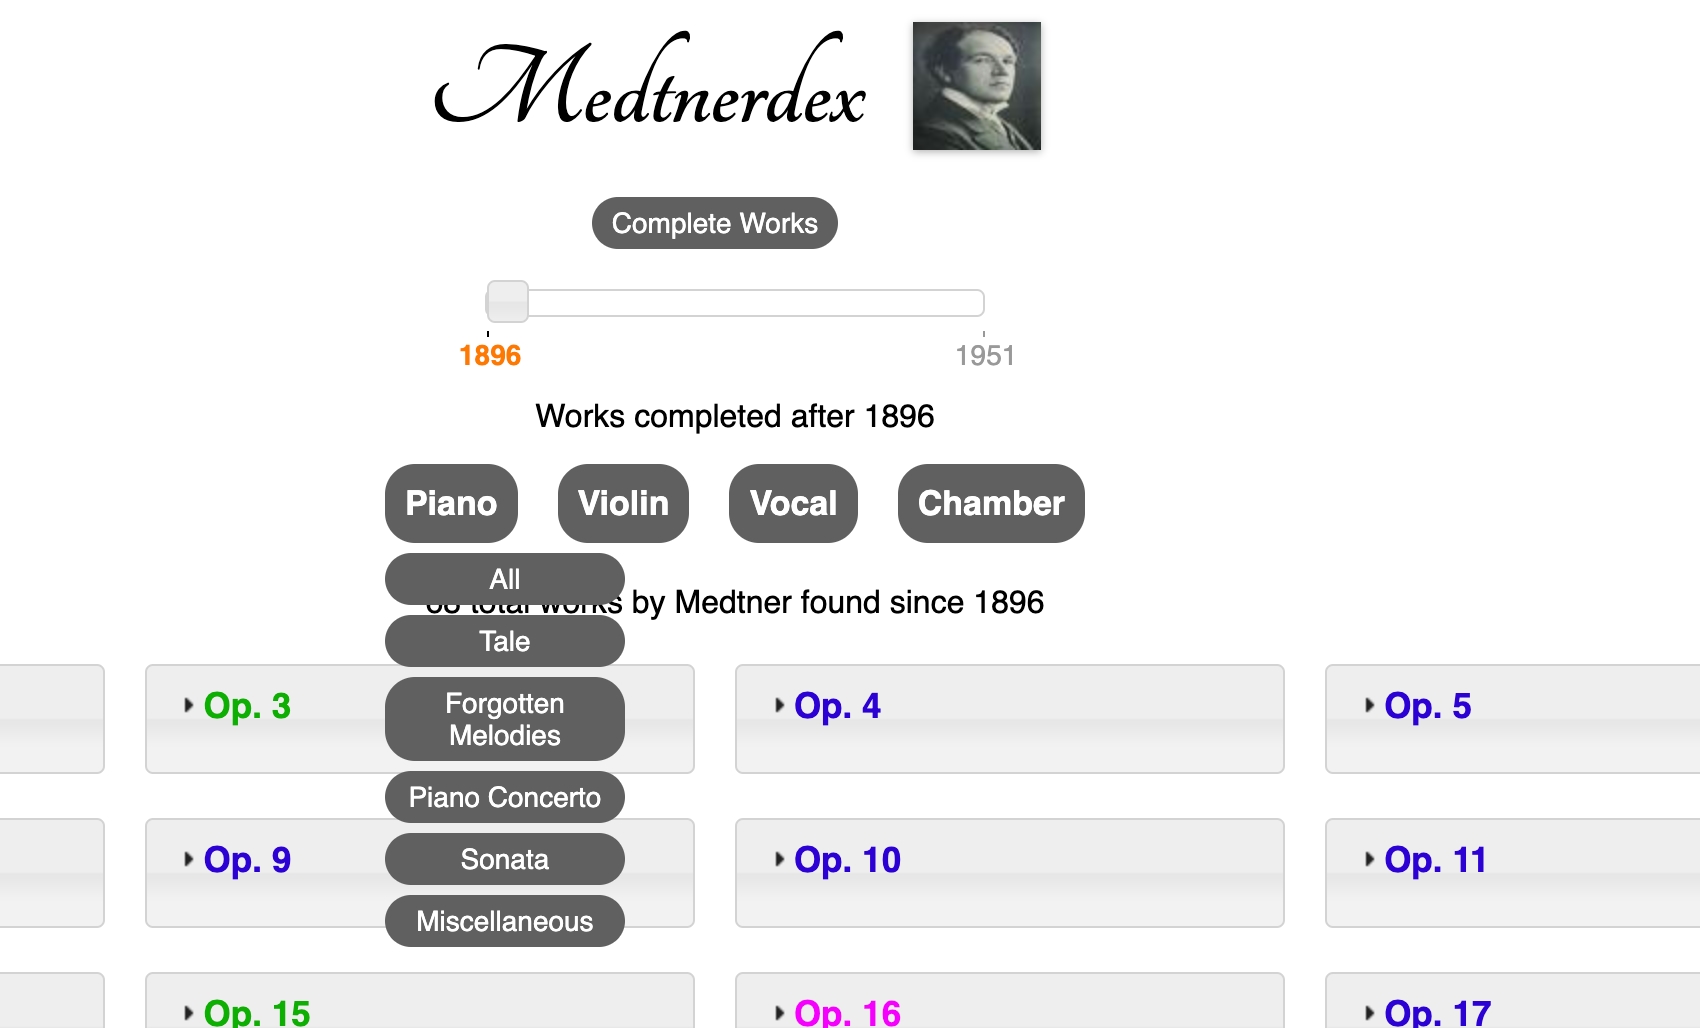 Medtnerdex
Complete Works
1896 1951
Works completed after 1896
Piano Violin Vocal Chamber
All
total works by Medtner found since 1896
Tale
Op. 3 Op. 4 Op. 5
Forgotten
Melodies
Piano Concerto
Op. 9 Op. 10 Op. 11
Sonata
Miscellaneous
Op. 15 Op. 16 Op. 17